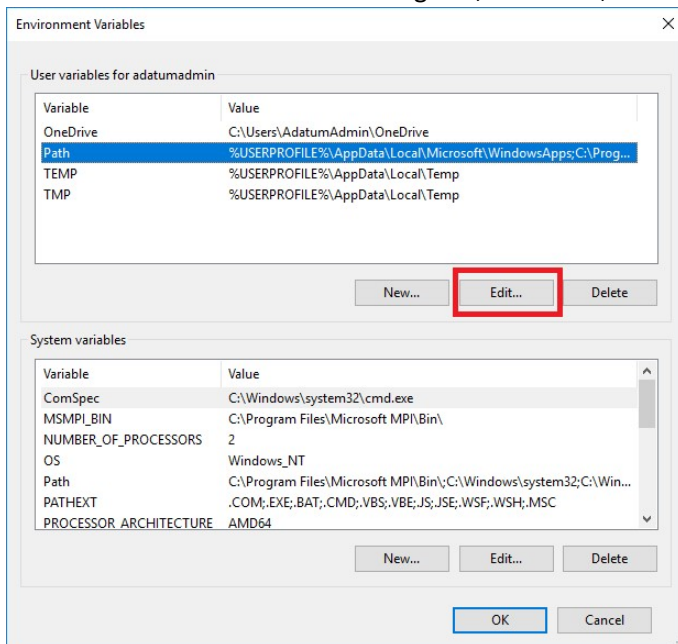 Environment Variables
User variables for adatumadmin
Variable Value
OneDrive C:\Users\AdatumAdmin\OneDrive
Path %USERPROFILE%\AppData\Local\Microsoft\WindowsApps;C:\Prog...
TEMP %USERPROFILE%\AppData\Local\Temp
TMP %USERPROFILE%\AppData\Local\Temp
New... Edit... Delete
System variables
Variable Value
ComSpec C:\Windows\system32\cmd.exe
MSMPI_BIN C:\Program Files\Microsoft MPI\Bin\
NUMBER_OF_PROCESSORS 2
OS Windows_NT
Path C:\Program Files\Microsoft MPI\Bin\;C:\Windows\system32;C:\Win...
PATHEXT .COM;.EXE;.BAT;.CMD;.VBS;.VBE;.JS;.JSE;.WSF;.WSH;.MSC
PROCESSOR_ARCHITECTURE AMD64
New... Edit... Delete
OK Cancel